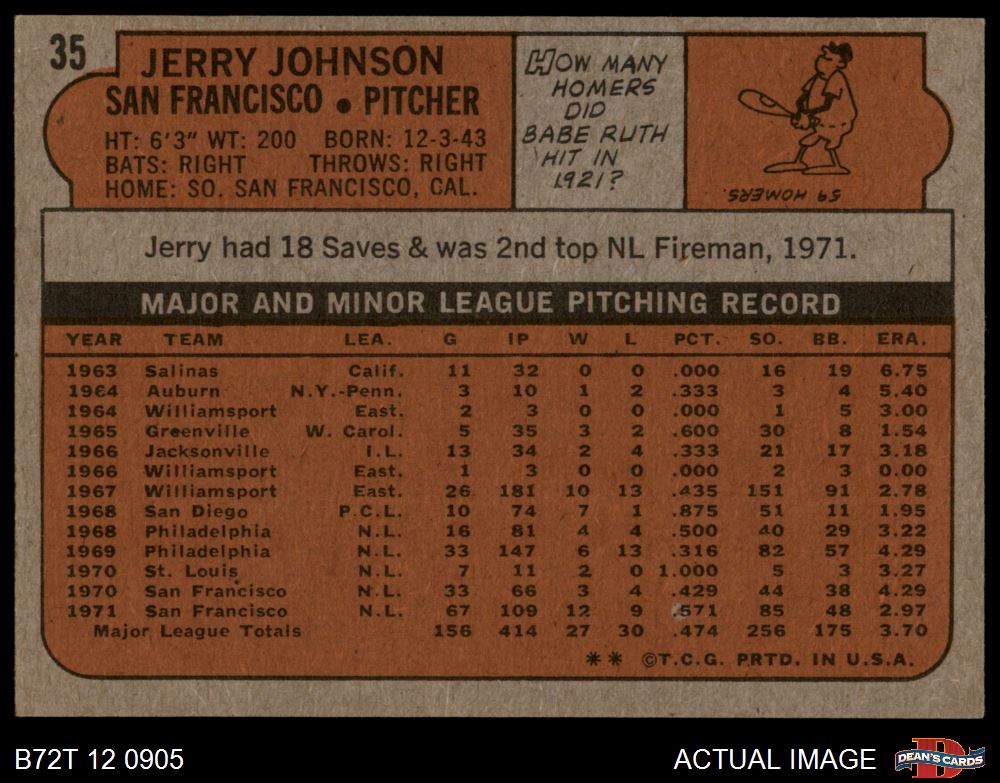 35
JERRY JOHNSON
SAN FRANCISCO • PITCHER
HT: 6'3" WT: 200 BORN: 12-3-43
BATS: RIGHT THROWS: RIGHT
HOME: SO. SAN FRANCISCO, CAL.
HOW MANY
HOMERS
DID
BABE RUTH
HIT IN
1921?
59 HOMERS.
Jerry had 18 Saves & was 2nd top NL Fireman, 1971.
MAJOR AND MINOR LEAGUE PITCHING RECORD
YEAR TEAM LEA. G IP W L PCT. SO. BB. ERA.
1963 Salinas Calif. 11 32 0 0 .000 16 19 6.75
1964 Auburn N.Y.-Penn. 3 10 1 2 .333 3 4 5.40
1964 Williamsport East. 2 3 0 0 .000 1 5 3.00
1965 Greenville W. Carol. 5 35 3 2 .600 30 8 1.54
1966 Jacksonville I.L. 13 34 2 4 .333 21 17 3.18
1966 Williamsport East. 1 3 0 0 .000 2 3 0.00
1967 Williamsport East. 26 181 10 13 .435 151 91 2.78
1968 San Diego P.C.L. 10 74 7 1 .875 51 11 1.95
1968 Philadelphia N.L. 16 81 4 4 .500 40 29 3.22
1969 Philadelphia N.L. 33 147 6 13 .316 82 57 4.29
1970 St. Louis N.L. 7 11 2 0 1.000 5 3 3.27
1970 San Francisco N.L. 33 66 3 4 .429 44 38 4.29
1971 San Francisco N.L. 67 109 12 9 .571 85 48 2.97
Major League Totals 156 414 27 30 .474 256 175 3.70
** ©T.C.G. PRTD. IN U.S.A.
B72T 12 0905
ACTUAL IMAGE
D
DEAN'S CARDS